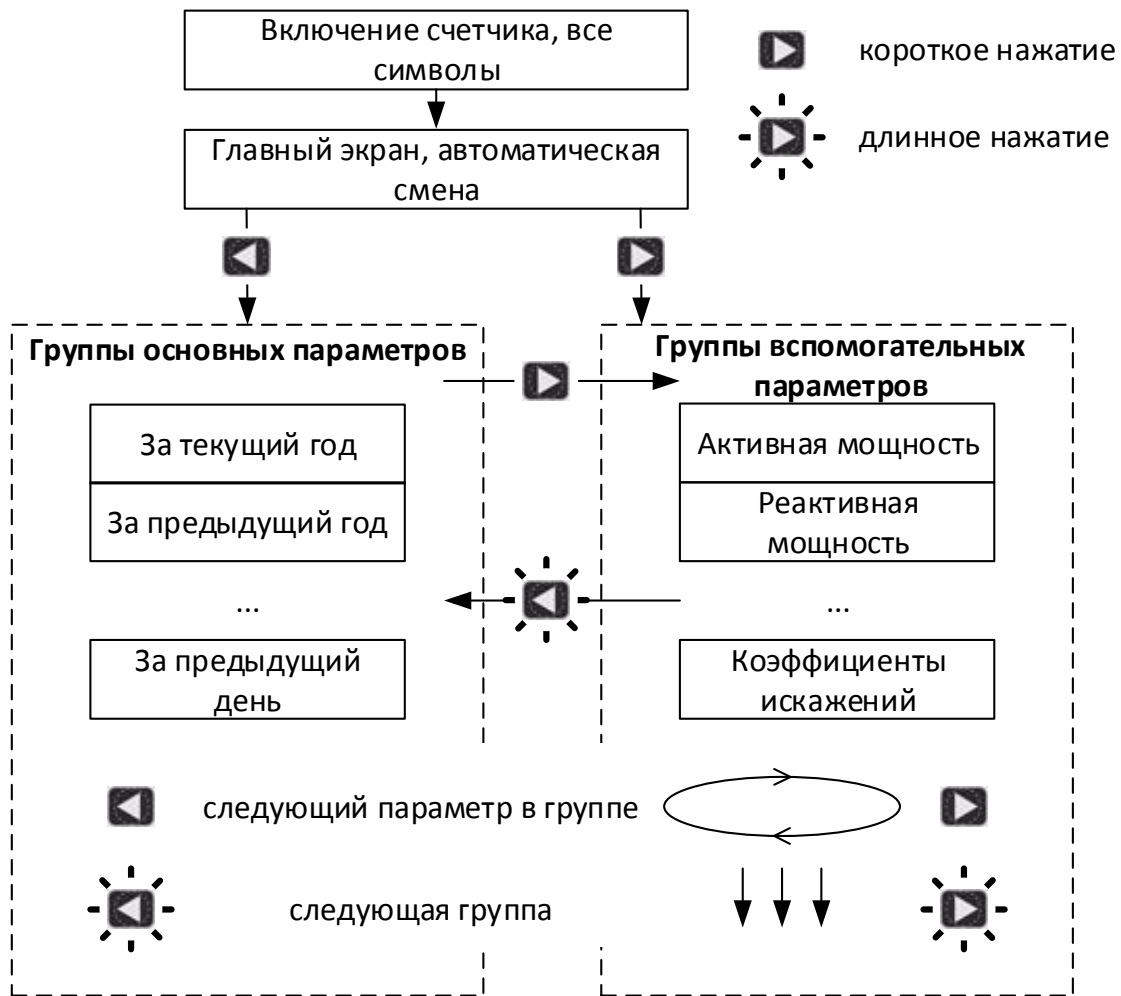 Включение счетчика, все
символы
короткое нажатие
Главный экран, автоматическая
смена
длинное нажатие
Группы основных параметров
Группы вспомогательных
параметров
За текущий год
Активная мощность
За предыдущий год
Реактивная
мощность
...
...
За предыдущий
день
Коэффициенты
искажений
следующий параметр в группе
следующая группа